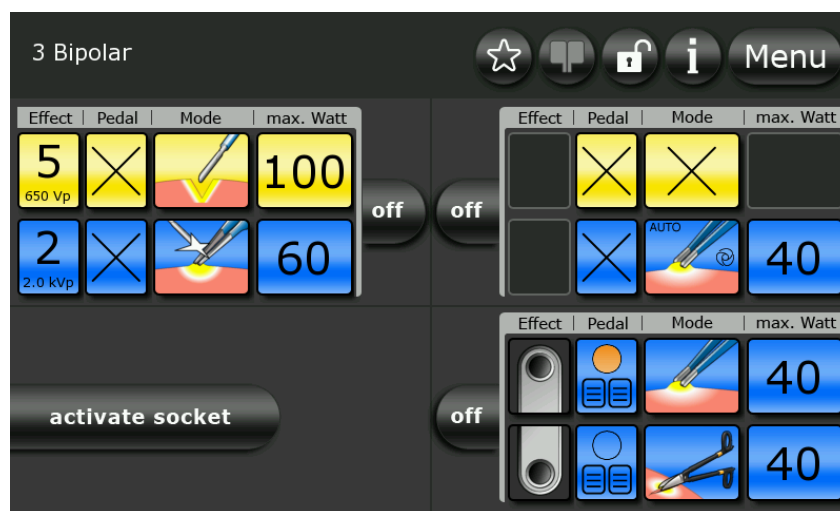 3 Bipolar
Menu
Effect | Pedal | Mode | max. Watt
5
650 Vp
100
2
2.0 kVp
60
off
off
Effect | Pedal | Mode | max. Watt
AUTO
40
activate socket
off
Effect | Pedal | Mode | max. Watt
40
40